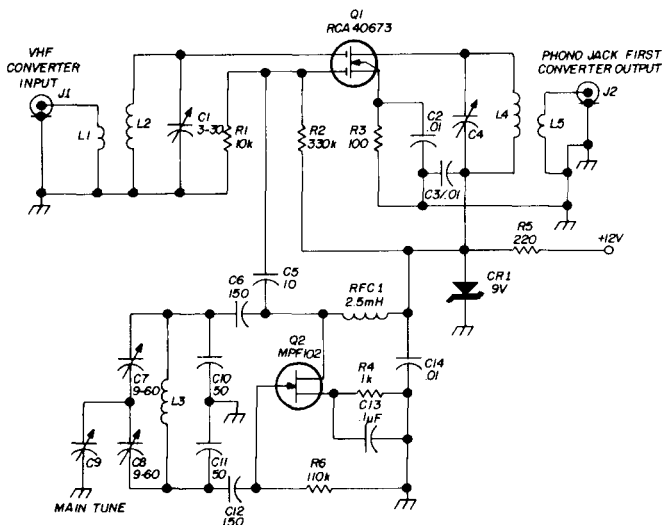 Q1
RCA 40673
VHF
CONVERTER
INPUT
J1
PHONO JACK FIRST
CONVERTER OUTPUT
J2
L1
L2
C1
3-30
R1
10k
R2
330k
R3
100
C2
.01
C3/.01
C4
L4
L5
R5
220
+12V
C5
10
C6
150
RFC 1
2.5mH
CR1
9V
Q2
MPF102
C7
9-60
L3
C10
50
R4
1k
C13
.1µF
C14
.01
C9
C8
9-60
C11
50
R6
110k
C12
150
MAIN TUNE